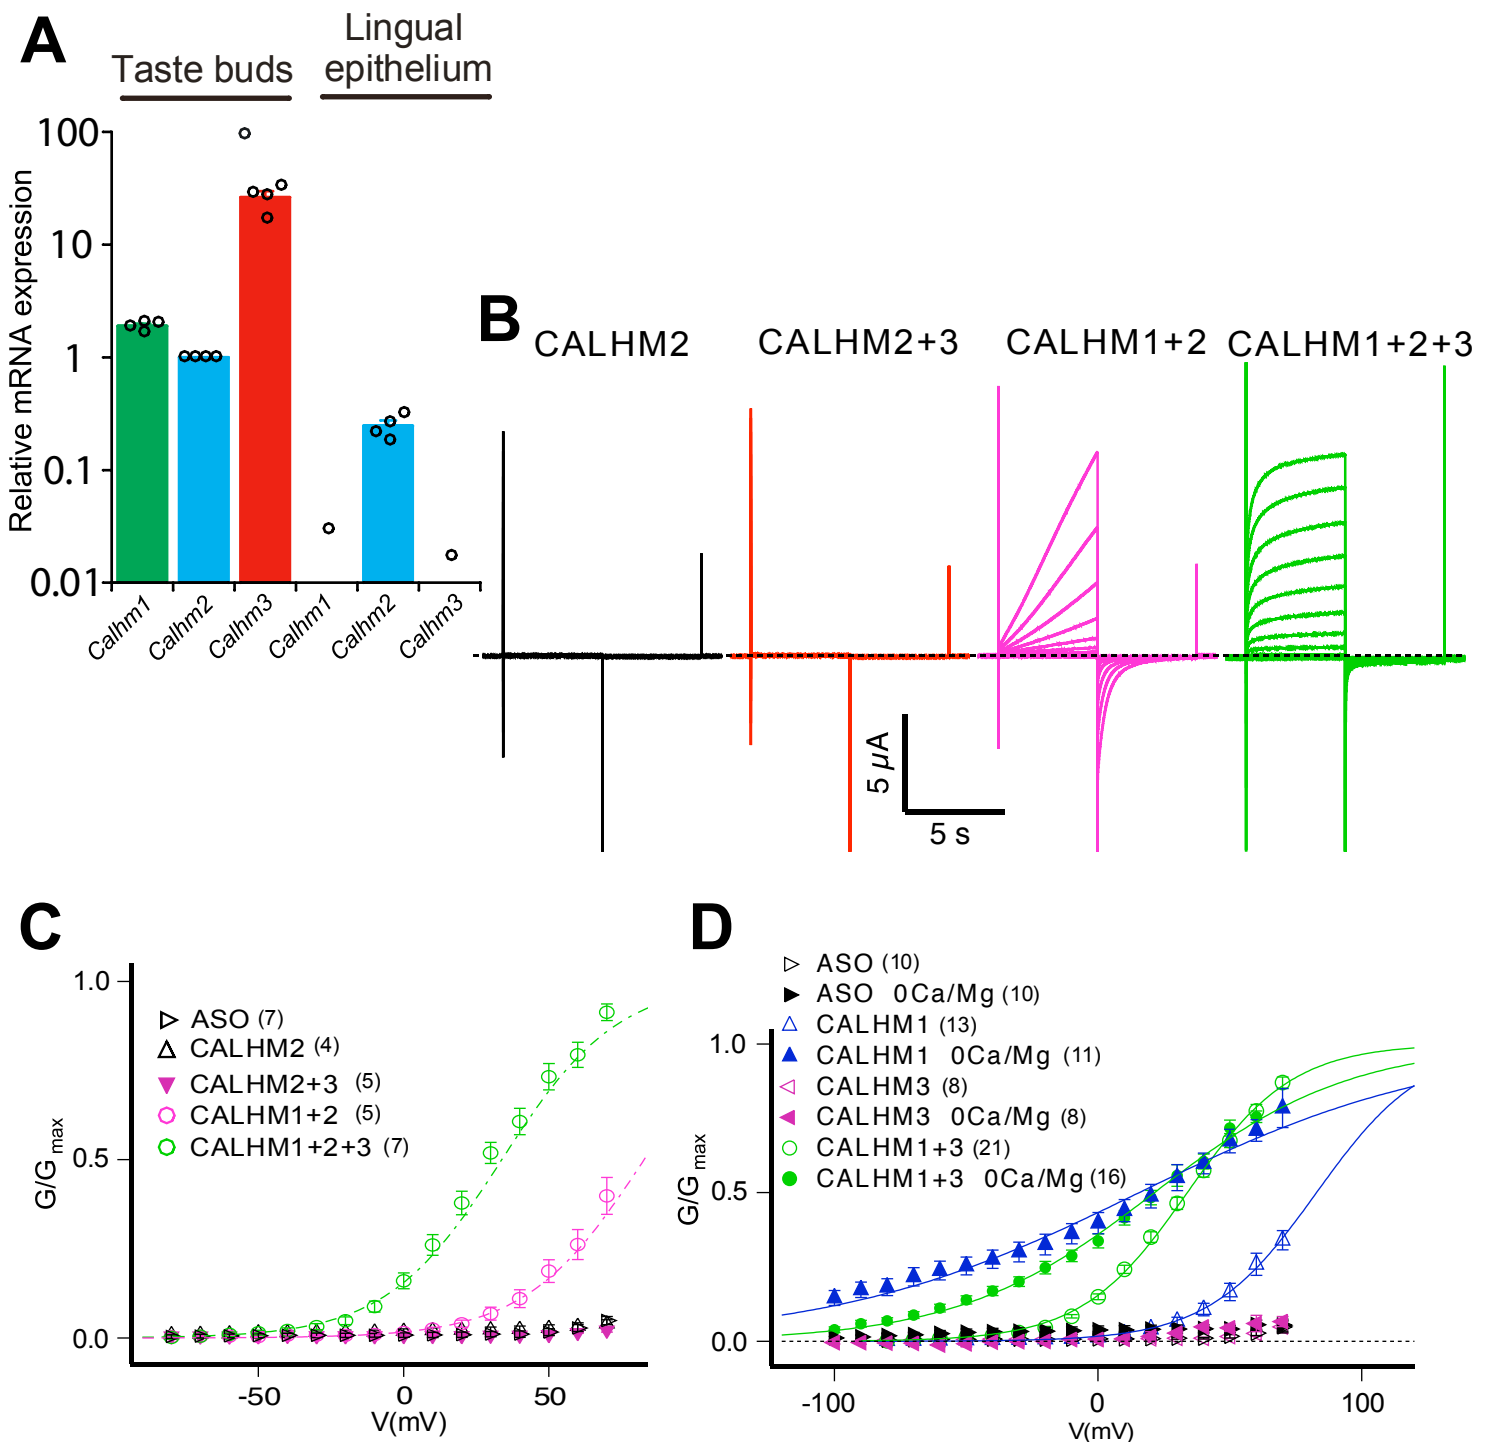 A
Taste buds
Lingual
epithelium
Relative mRNA expression
100
10
1
0.1
0.01
Calhm1
Calhm2
Calhm3
Calhm1
Calhm2
Calhm3
B
CALHM2
CALHM2+3
CALHM1+2
CALHM1+2+3
5 µA
5 s
C
1.0
0.5
0.0
G/Gmax
ASO (7)
CALHM2 (4)
CALHM2+3 (5)
CALHM1+2 (5)
CALHM1+2+3 (7)
-50
0
50
V(mV)
D
ASO (10)
ASO 0Ca/Mg (10)
CALHM1 (13)
CALHM1 0Ca/Mg (11)
CALHM3 (8)
CALHM3 0Ca/Mg (8)
CALHM1+3 (21)
CALHM1+3 0Ca/Mg (16)
1.0
0.5
0.0
G/Gmax
-100
0
100
V(mV)